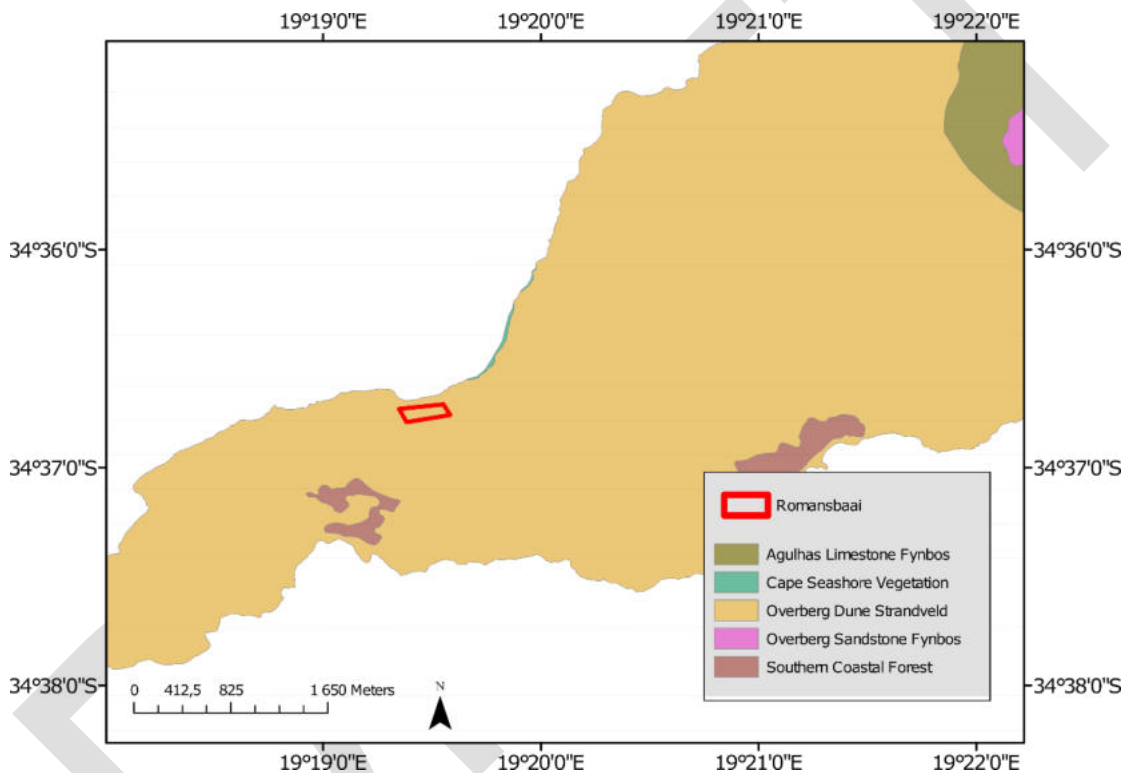 19°19'0"E 19°20'0"E 19°21'0"E 19°22'0"E
34°36'0"S 34°36'0"S
34°37'0"S 34°37'0"S
Romansbaai
Agulhas Limestone Fynbos
Cape Seashore Vegetation
Overberg Dune Strandveld
Overberg Sandstone Fynbos
Southern Coastal Forest
34°38'0"S 34°38'0"S
0 412,5 825 1 650 Meters
N
19°19'0"E 19°20'0"E 19°21'0"E 19°22'0"E